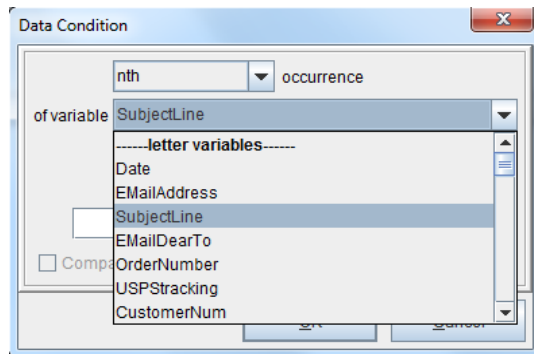 Data Condition
nth occurrence
of variable SubjectLine
------letter variables------
Date
EMailAddress
SubjectLine
EMailDearTo
OrderNumber
USPStracking
CustomerNum